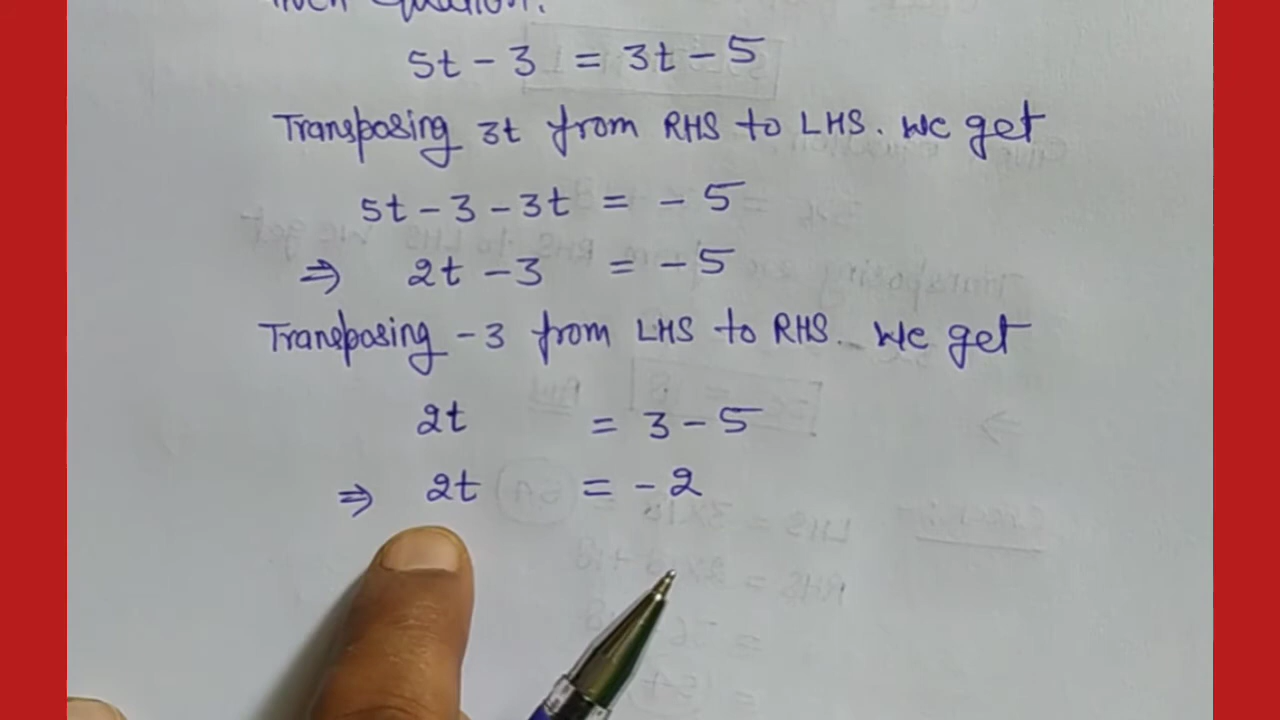 Question.
5t - 3 = 3t - 5
Transposing 3t from RHS to LHS. We get
5t - 3 - 3t = - 5
⇒ 2t - 3 = - 5
Transposing - 3 from LHS to RHS. We get
2t = 3 - 5
⇒ 2t = - 2